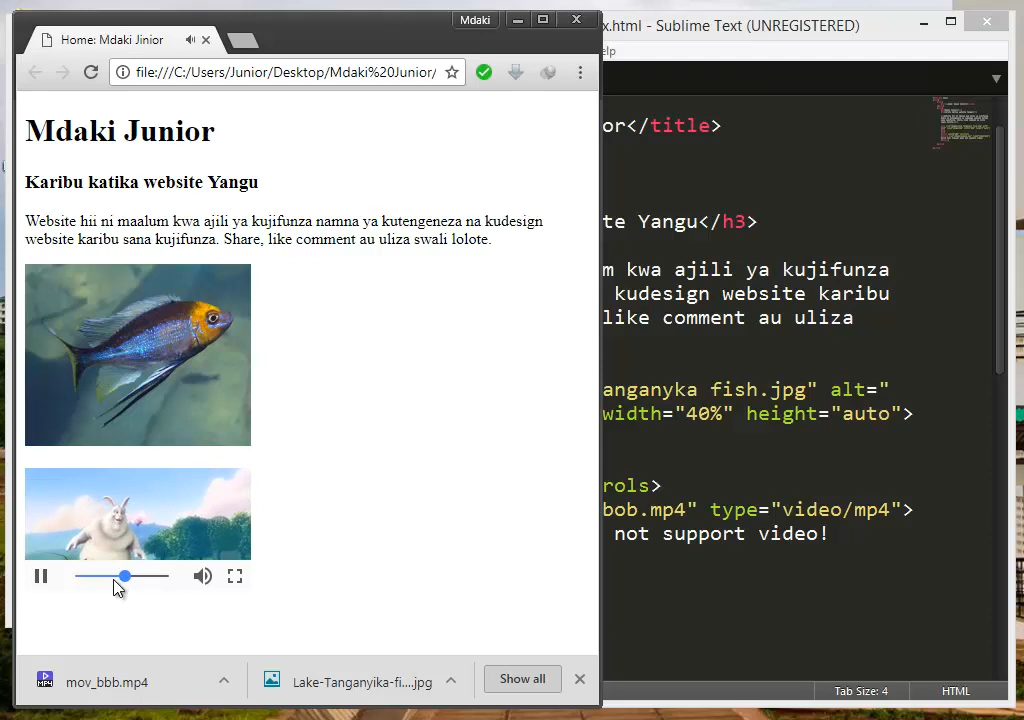 Mdaki
Home: Mdaki Jinior
x.html - Sublime Text (UNREGISTERED)
elp
file:///C:/Users/Junior/Desktop/Mdaki%20Junior/
Mdaki Junior
Karibu katika website Yangu
Website hii ni maalum kwa ajili ya kujifunza namna ya kutengeneza na kudesign
website karibu sana kujifunza. Share, like comment au uliza swali lolote.
or</title>
te Yangu</h3>
m kwa ajili ya kujifunza
kudesign website karibu
like comment au uliza
anganyka fish.jpg" alt="
width="40%" height="auto">
rols>
bob.mp4" type="video/mp4">
not support video!
MP4
mov_bbb.mp4
Lake-Tanganyika-fi....jpg
Show all
Tab Size: 4
HTML